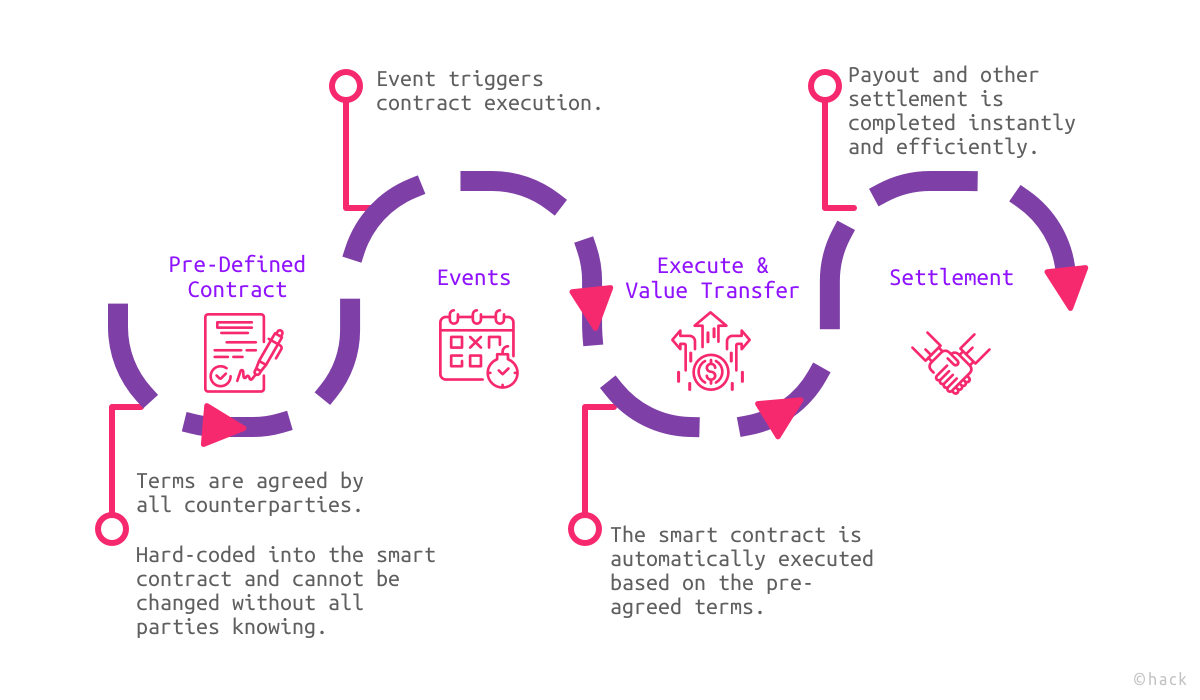 Pre-Defined
Contract
Terms are agreed by
all counterparties.
Hard-coded into the smart
contract and cannot be
changed without all
parties knowing.
Event triggers
contract execution.
Events
Execute &
Value Transfer
The smart contract is
automatically executed
based on the pre-
agreed terms.
Payout and other
settlement is
completed instantly
and efficiently.
Settlement
$
©hack